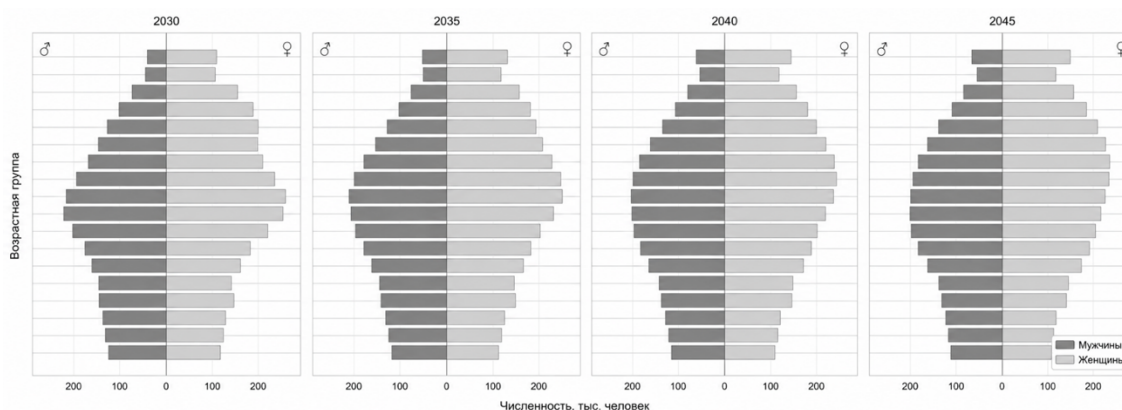 2030 2035 2040 2045
♂ ♀ ♂ ♀ ♂ ♀ ♂ ♀
Возрастная группа
Мужчины
Женщины
200 100 0 100 200 200 100 0 100 200 200 100 0 100 200 200 100 0 100 200
Численность, тыс. человек